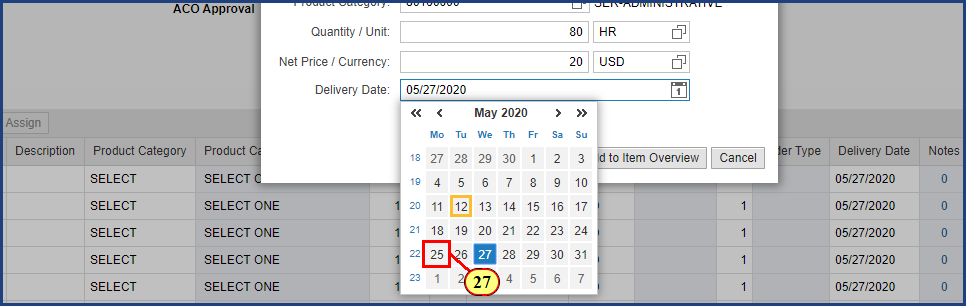 ACO Approval
Product Category:
SER-ADMINISTRATIVE
Quantity / Unit: 80 HR
Net Price / Currency: 20 USD
Delivery Date: 05/27/2020 1
May 2020
Mo Tu We Th Fr Sa Su
18 27 28 29 30 1 2 3
19 4 5 6 7 8 9 10
20 11 12 13 14 15 16 17
21 18 19 20 21 22 23 24
22 25 26 27 28 29 30 31
23 1 2 4 5 6 7
27
to Item Overview Cancel
Assign
Description Product Category Product Type Delivery Date Notes
SELECT SELECT 05/27/2020 0
SELECT SELECT ONE 1 1 05/27/2020 0
SELECT SELECT ONE 1 1 05/27/2020 0
SELECT SELECT ONE 1 1 05/27/2020 0
SELECT SELECT ONE 1 1 05/27/2020 0